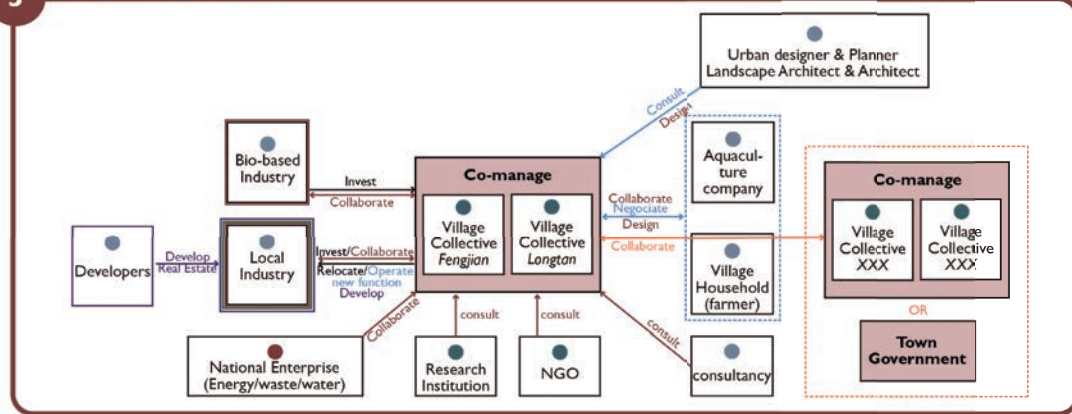 Urban designer & Planner
Landscape Architect & Architect
Consult
Design
Bio-based
Industry
Invest
Collaborate
Co-manage
Village
Collective
Fengjian
Village
Collective
Longtan
Aquacul-
ture
company
Collaborate
Negociate
Design
Collaborate
Village
Household
(farmer)
Co-manage
Village
Collective
XXX
Village
Collective
XXX
OR
Town
Government
Developers
Develop
Real Estate
Local
Industry
Invest/Collaborate
Relocate/Operate
new function
Develop
Collaborate
consult
consult
consult
National Enterprise
(Energy/waste/water)
Research
Institution
NGO
consultancy